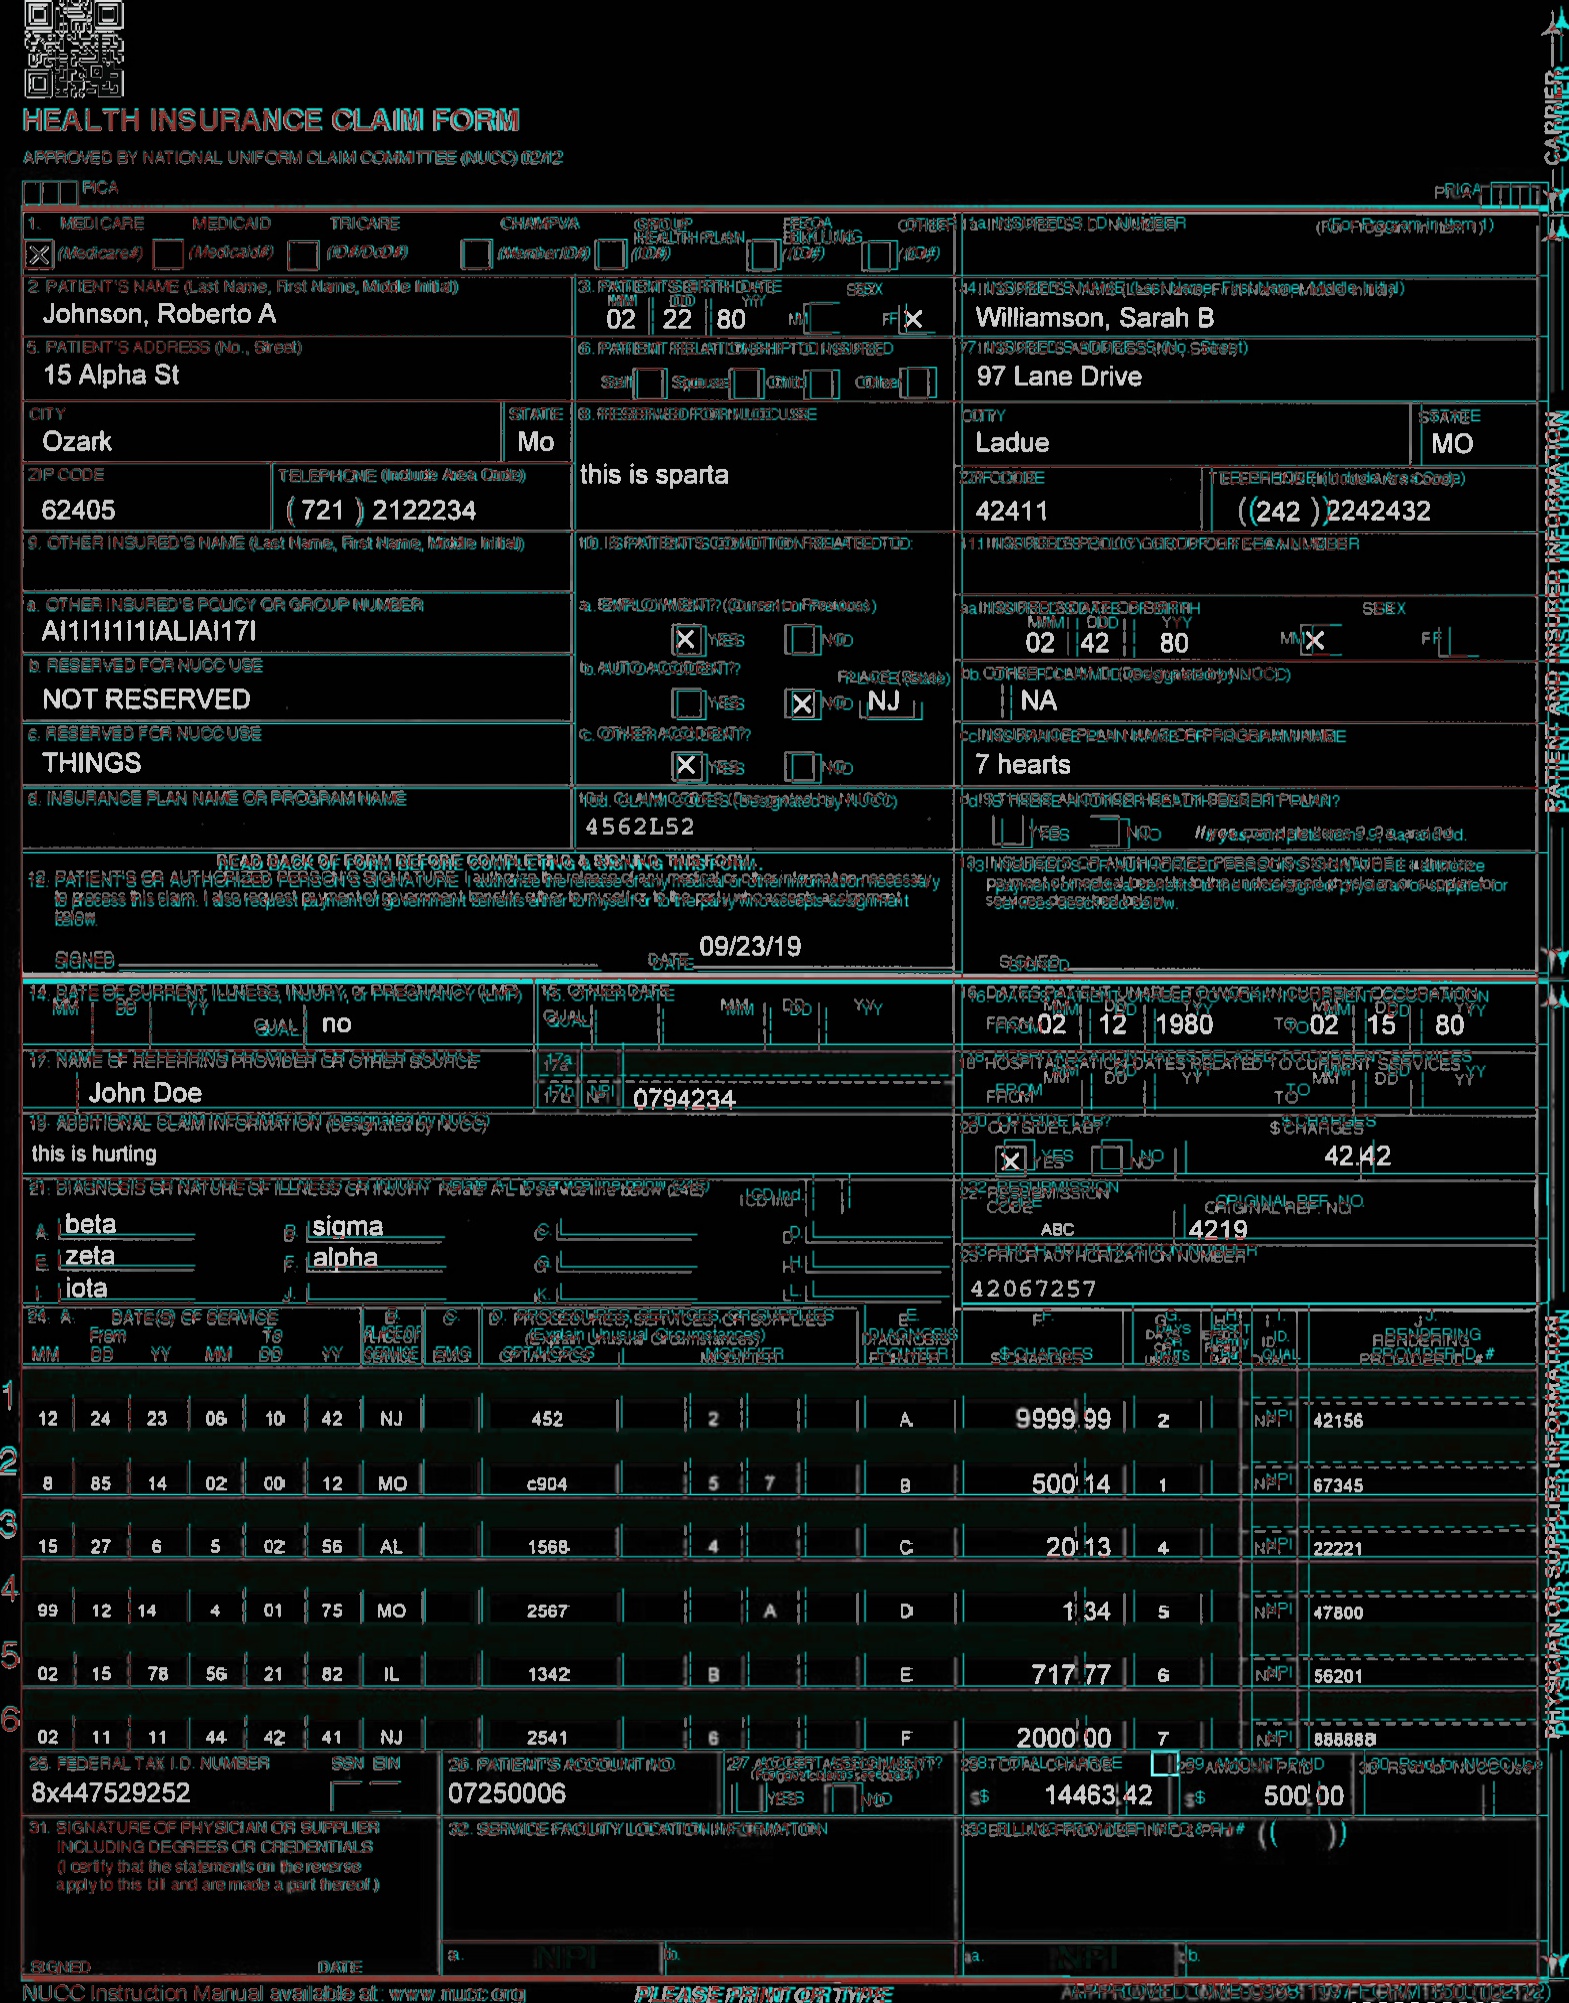 HEALTH INSURANCE CLAIM FORM
APPROVED BY NATIONAL UNIFORM CLAIM COMMITTEE (NUCC) 02/12
PICA
PICA
CARRIER
1. MEDICARE MEDICAID TRICARE CHAMPVA GROUP HEALTH PLAN FECA BLK LUNG OTHER 1a. INSURED'S I.D. NUMBER (For Program in Item 1)
X (Medicare#) (Medicaid#) (ID#/DoD#) (Member ID#) (ID#) (ID#) (ID#)
2. PATIENT'S NAME (Last Name, First Name, Middle Initial) 3. PATIENT'S BIRTH DATE SEX 4. INSURED'S NAME (Last Name, First Name, Middle Initial)
MM DD YY
Johnson, Roberto A 02 22 80 M F X Williamson, Sarah B
5. PATIENT'S ADDRESS (No., Street) 6. PATIENT RELATIONSHIP TO INSURED 7. INSURED'S ADDRESS (No., Street)
15 Alpha St Self Spouse Child Other 97 Lane Drive
CITY STATE 8. RESERVED FOR NUCC USE CITY STATE
Ozark Mo Ladue MO
ZIP CODE TELEPHONE (Include Area Code) this is sparta ZIP CODE TELEPHONE (Include Area Code)
62405 ( 721 ) 2122234 42411 (242 ) 2242432
9. OTHER INSURED'S NAME (Last Name, First Name, Middle Initial) 10. IS PATIENT'S CONDITION RELATED TO: 11. INSURED'S POLICY GROUP OR FECA NUMBER
a. OTHER INSURED'S POLICY OR GROUP NUMBER a. EMPLOYMENT? (Current or Previous) a. INSURED'S DATE OF BIRTH SEX
MM DD YY
AI1I1I1I1IALIAI17I X YES NO 02 42 80 M X F
b. RESERVED FOR NUCC USE b. AUTO ACCIDENT? PLACE (State) b. OTHER CLAIM ID (Designated by NUCC)
NOT RESERVED YES X NO NJ NA
c. RESERVED FOR NUCC USE c. OTHER ACCIDENT? c. INSURANCE PLAN NAME OR PROGRAM NAME
THINGS X YES NO 7 hearts
d. INSURANCE PLAN NAME OR PROGRAM NAME 10d. CLAIM CODES (Designated by NUCC) d. IS THERE ANOTHER HEALTH BENEFIT PLAN?
4562L52 YES NO If yes, complete items 9, 9a, and 9d.
READ BACK OF FORM BEFORE COMPLETING & SIGNING THIS FORM.
12. PATIENT'S OR AUTHORIZED PERSON'S SIGNATURE I authorize the release of any medical or other information necessary
to process this claim. I also request payment of government benefits either to myself or to the party who accepts assignment
below.
13. INSURED'S OR AUTHORIZED PERSON'S SIGNATURE I authorize
payment of medical benefits to the undersigned physician or supplier for
services described below.
SIGNED DATE 09/23/19 SIGNED
PATIENT AND INSURED INFORMATION
14. DATE OF CURRENT ILLNESS, INJURY, or PREGNANCY (LMP) 15. OTHER DATE 16. DATES PATIENT UNABLE TO WORK IN CURRENT OCCUPATION
MM DD YY QUAL. no QUAL. MM DD YY MM DD YY MM DD YY
FROM 02 12 1980 TO 02 15 80
17. NAME OF REFERRING PROVIDER OR OTHER SOURCE 17a. 18. HOSPITALIZATION DATES RELATED TO CURRENT SERVICES
MM DD YY MM DD YY
John Doe 17b. NPI 0794234 FROM TO
19. ADDITIONAL CLAIM INFORMATION (Designated by NUCC) 20. OUTSIDE LAB? $ CHARGES
this is hurting X YES NO 42.42
21. DIAGNOSIS OR NATURE OF ILLNESS OR INJURY Relate A-L to service line below (24E) ICD Ind. 22. RESUBMISSION CODE ORIGINAL REF. NO.
A. beta B. sigma C. D. ABC 4219
E. zeta F. alpha G. H. 23. PRIOR AUTHORIZATION NUMBER
I. iota J. K. L. 42067257
24. A. DATE(S) OF SERVICE B. C. D. PROCEDURES, SERVICES, OR SUPPLIES E. F. G. H. I. J.
From To PLACE OF (Explain Unusual Circumstances) DIAGNOSIS DAYS OR UNITS ID. RENDERING
MM DD YY MM DD YY SERVICE EMG CPT/HCPCS MODIFIER POINTER $ CHARGES QUAL. PROVIDER ID. #
1
12 24 23 06 10 42 NJ 452 2 A 9999 99 2 NPI 42156
2
8 85 14 02 00 12 MO c904 5 7 B 500 14 1 NPI 67345
3
15 27 6 5 02 56 AL 1568 4 C 20 13 4 NPI 22221
4
99 12 14 4 01 75 MO 2567 A D 1 34 5 NPI 47800
5
02 15 78 56 21 82 IL 1342 B E 717 77 6 NPI 56201
6
02 11 11 44 42 41 NJ 2541 6 F 2000 00 7 NPI 888888
25. FEDERAL TAX I.D. NUMBER SSN EIN 26. PATIENT'S ACCOUNT NO. 27. ACCEPT ASSIGNMENT? 28. TOTAL CHARGE 29. AMOUNT PAID 30. Rsvd for NUCC Use
(For govt. claims, see back)
8x447529252 07250006 YES NO $ 14463 42 $ 500 00
31. SIGNATURE OF PHYSICIAN OR SUPPLIER
INCLUDING DEGREES OR CREDENTIALS
(I certify that the statements on the reverse
apply to this bill and are made a part thereof.)
32. SERVICE FACILITY LOCATION INFORMATION
33. BILLING PROVIDER INFO & PH # ( )
SIGNED DATE a. NPI b. a. NPI b.
PHYSICIAN OR SUPPLIER INFORMATION
NUCC Instruction Manual available at: www.nucc.org PLEASE PRINT OR TYPE